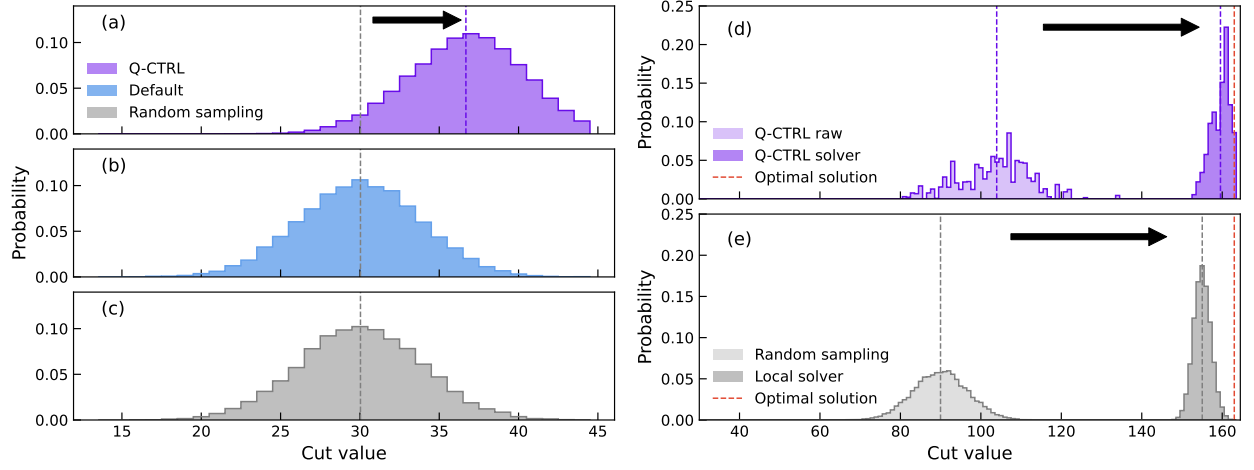 (a)
Q-CTRL
Default
Random sampling
0.10
0.05
0.00
(b)
0.10
0.05
0.00
Probability
(c)
0.10
0.05
0.00
15 20 25 30 35 40 45
Cut value
(d)
Q-CTRL raw
Q-CTRL solver
Optimal solution
0.25
0.20
0.15
0.10
0.05
0.00
Probability
(e)
Random sampling
Local solver
Optimal solution
0.25
0.20
0.15
0.10
0.05
0.00
Probability
40 60 80 100 120 140 160
Cut value